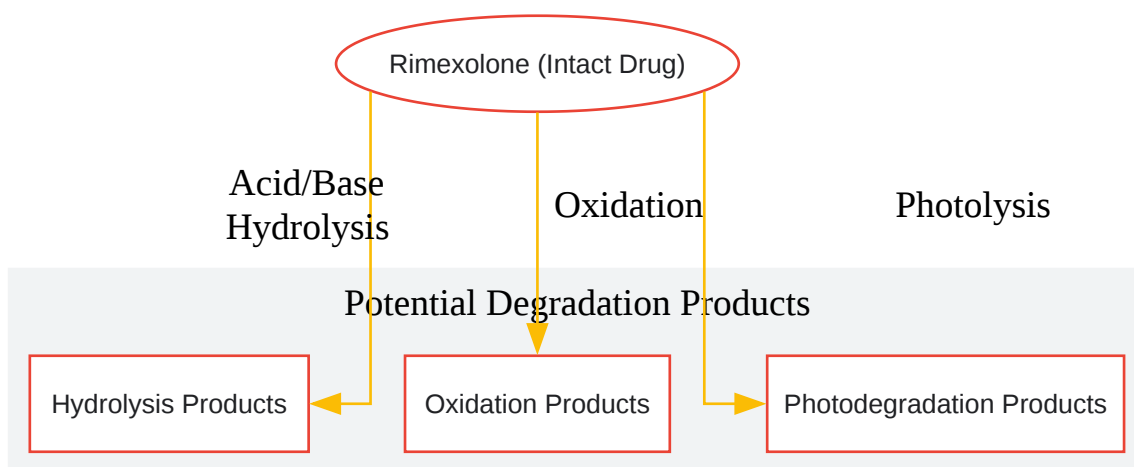 Rimexolone (Intact Drug)
Acid/Base
Hydrolysis
Oxidation
Photolysis
Potential Degradation Products
Hydrolysis Products
Oxidation Products
Photodegradation Products